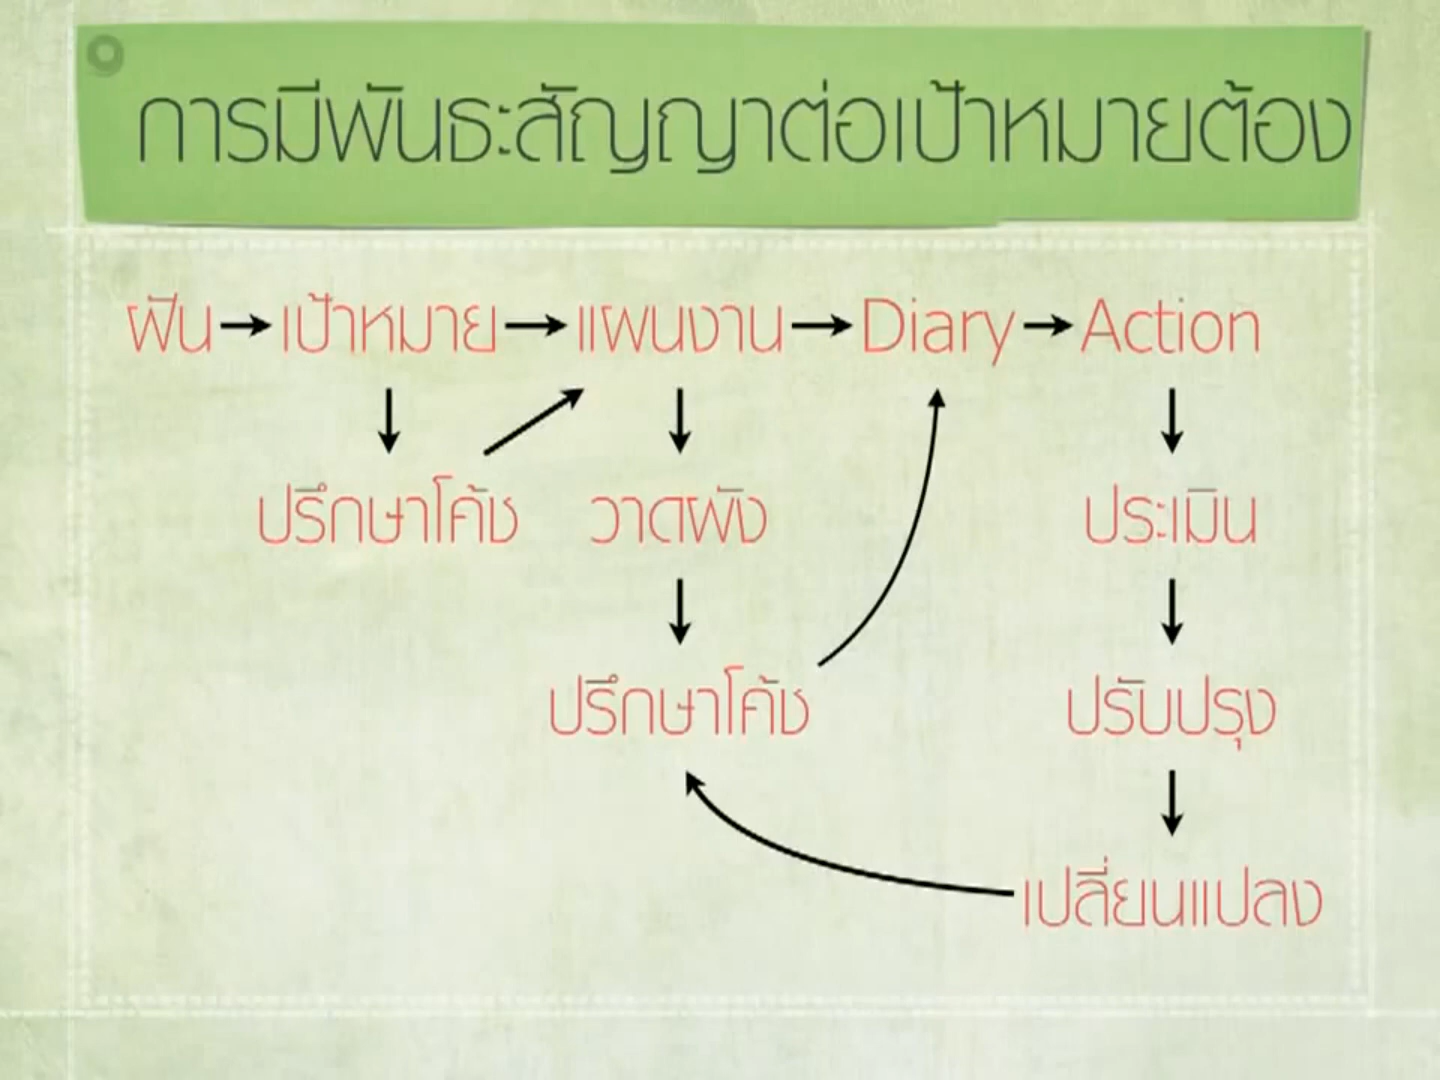 การมีพันธะสัญญาต่อเป้าหมายต้อง
ฝัน เป้าหมาย แผนงาน Diary Action
ปรึกษาโค้ช วาดผัง ประเมิน
ปรึกษาโค้ช ปรับปรุง
เปลี่ยนแปลง